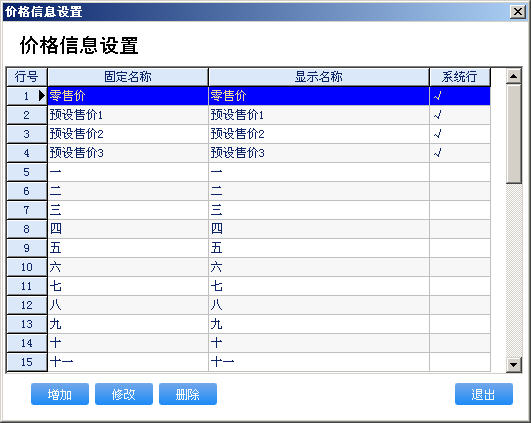 价格信息设置
价格信息设置
行号 固定名称 显示名称 系统行
1 零售价 零售价 √
2 预设售价1 预设售价1 √
3 预设售价2 预设售价2 √
4 预设售价3 预设售价3 √
5 一 一
6 二 二
7 三 三
8 四 四
9 五 五
10 六 六
11 七 七
12 八 八
13 九 九
14 十 十
15 十一 十一
增加 修改 删除 退出